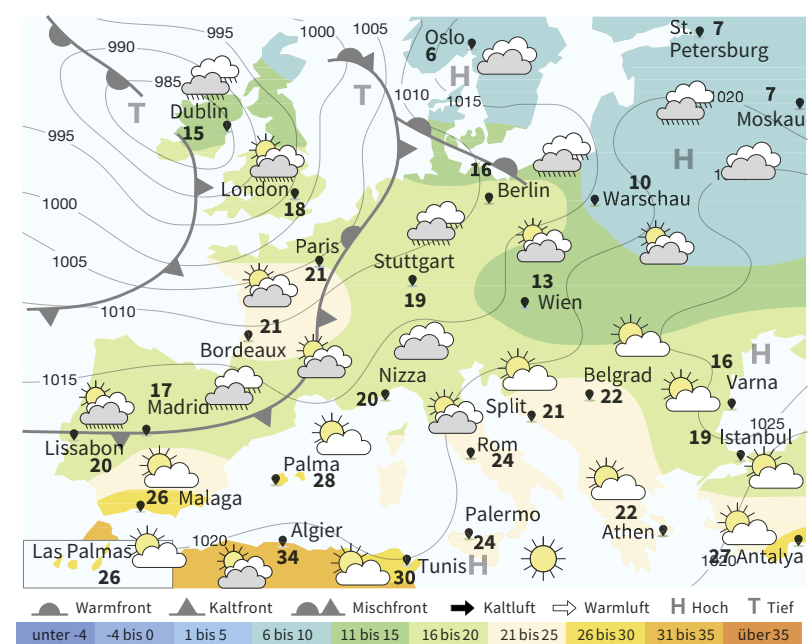 995
1000
1005
990
985
T
T
Oslo
6
H
1010
1015
St.
Petersburg
7
1020
7
Moskau
Dublin
15
995
H
London
18
16
Berlin
10
Warschau
1000
Paris
21
Stuttgart
19
13
Wien
1005
1010
21
Bordeaux
1015
17
Madrid
Nizza
20
Split
21
Belgrad
22
H
16
Varna
1025
19
Istanbul
Lissabon
20
Rom
24
Palma
28
26
Malaga
Palermo
24
22
Athen
Las Palmas
26
1020
Algier
34
30
Tunis
H
27
Antalya
1020
Warmfront Kaltfront Mischfront Kaltluft Warmluft H Hoch T Tief
unter -4 -4 bis 0 1 bis 5 6 bis 10 11 bis 15 16 bis 20 21 bis 25 26 bis 30 31 bis 35 über 35